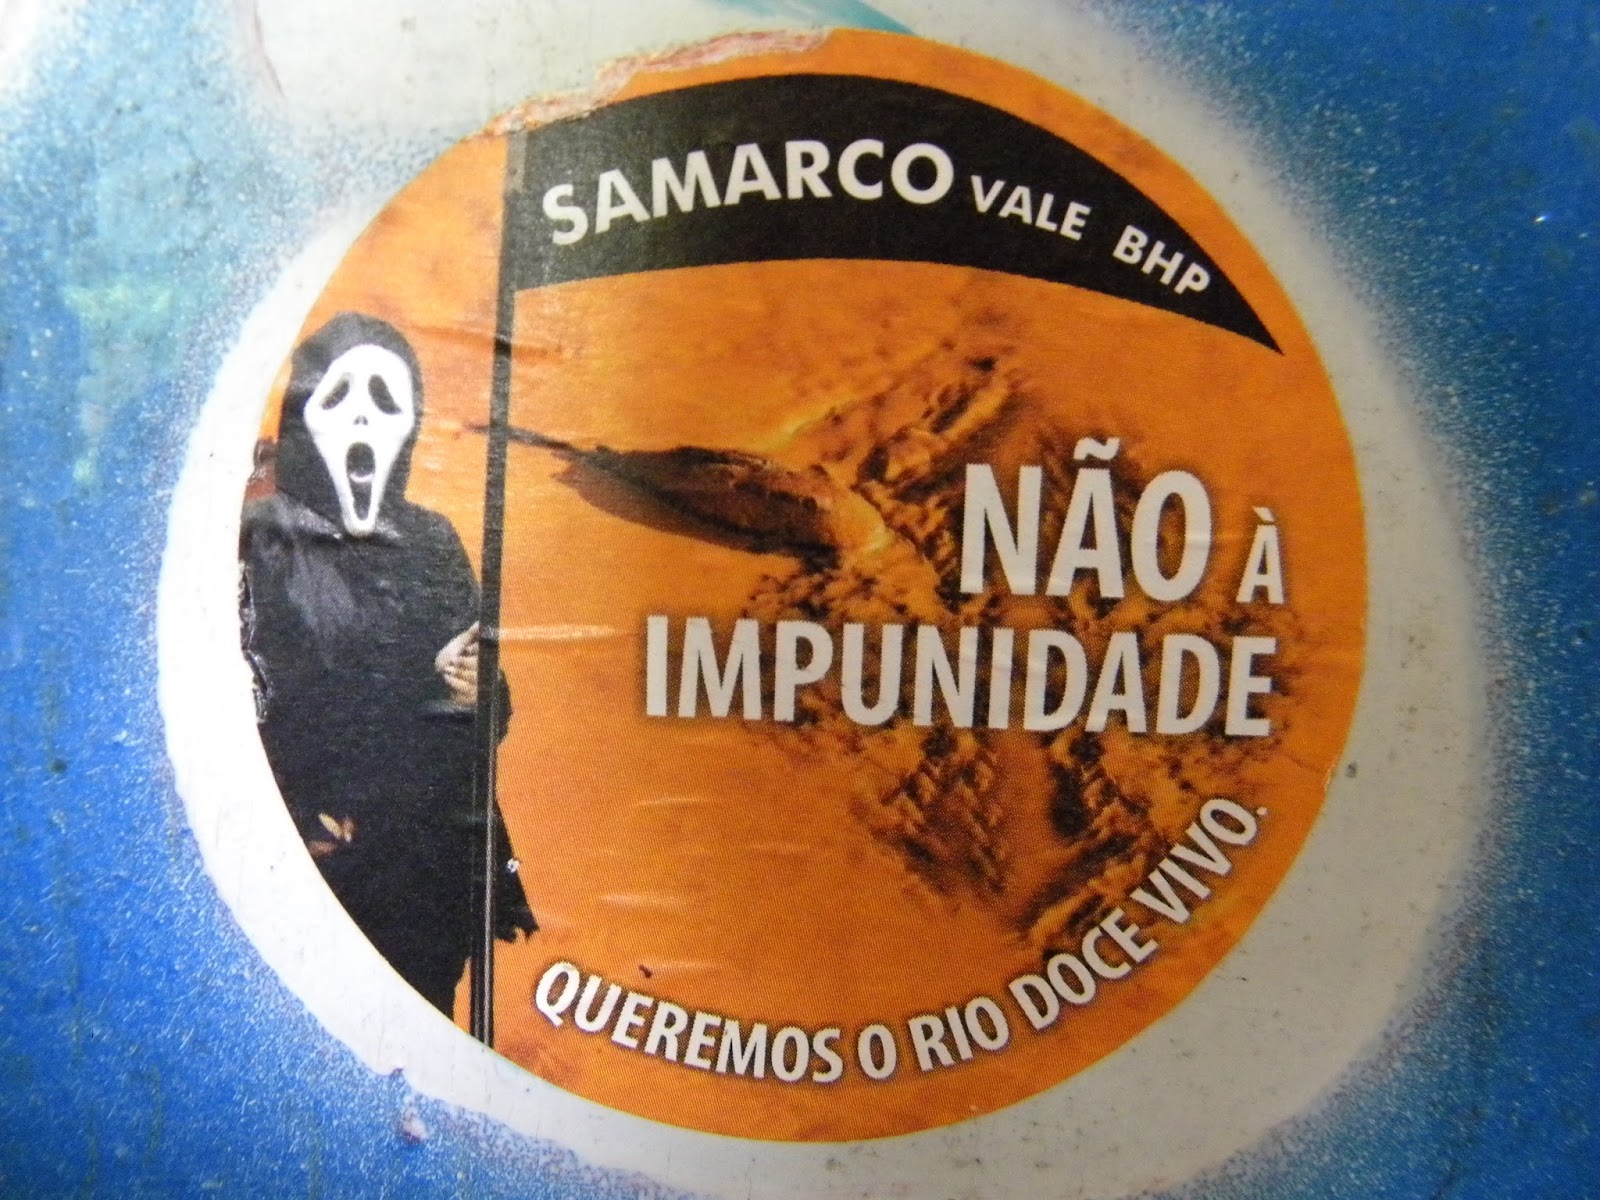 SAMARCO VALE BHP
NÃO À
IMPUNIDADE
QUEREMOS O RIO DOCE VIVO.